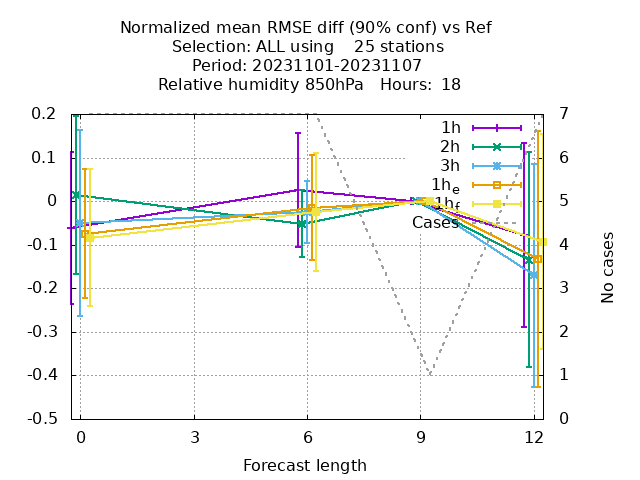 Normalized mean RMSE diff (90% conf) vs Ref
Selection: ALL using    25 stations
Period: 20231101-20231107
Relative humidity 850hPa   Hours:  18
0.2
0.1
0
-0.1
-0.2
-0.3
-0.4
-0.5
7
6
5
4
3
2
1
0
1h
2h
3h
1he
1hf
Cases
No cases
0
3
6
9
12
Forecast length